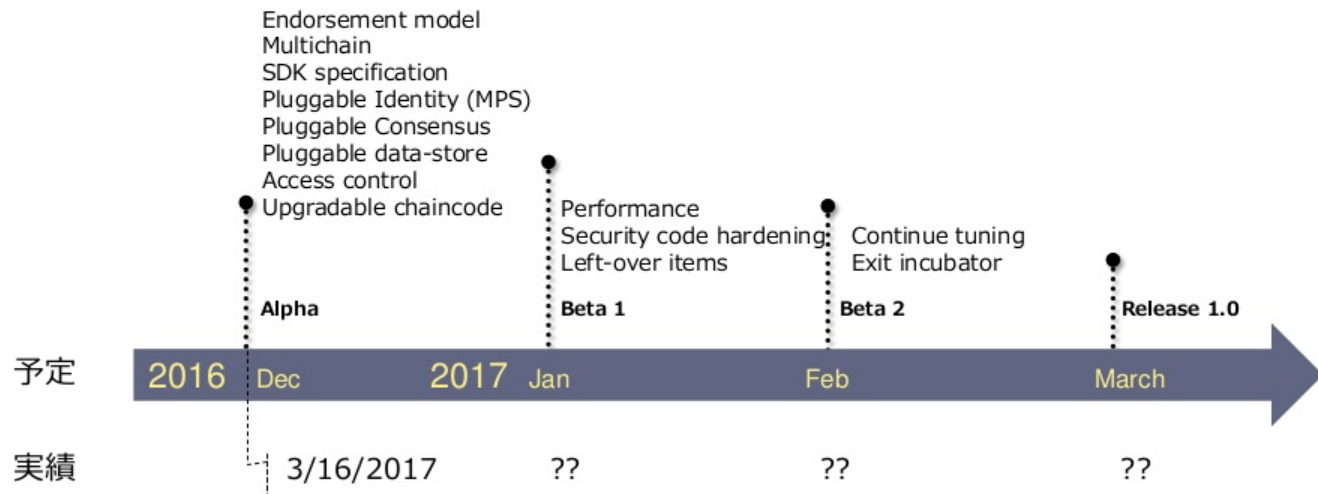 Endorsement model
Multichain
SDK specification
Pluggable Identity (MPS)
Pluggable Consensus
Pluggable data-store
Access control
Upgradable chaincode
Performance
Security code hardening
Left-over items
Continue tuning
Exit incubator
Alpha
Beta 1
Beta 2
Release 1.0
予定
2016 Dec 2017 Jan Feb March
実績
3/16/2017 ?? ?? ??